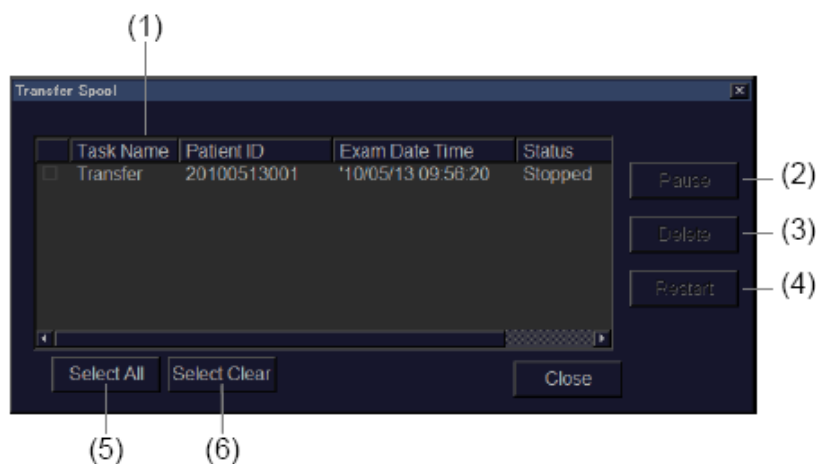 (1)
Transfer Spool
Task Name Patient ID Exam Date Time Status
Transfer 20100513001 '10/05/13 09:56:20 Stopped
Pause (2)
Delete (3)
Restart (4)
Select All Select Clear Close
(5) (6)